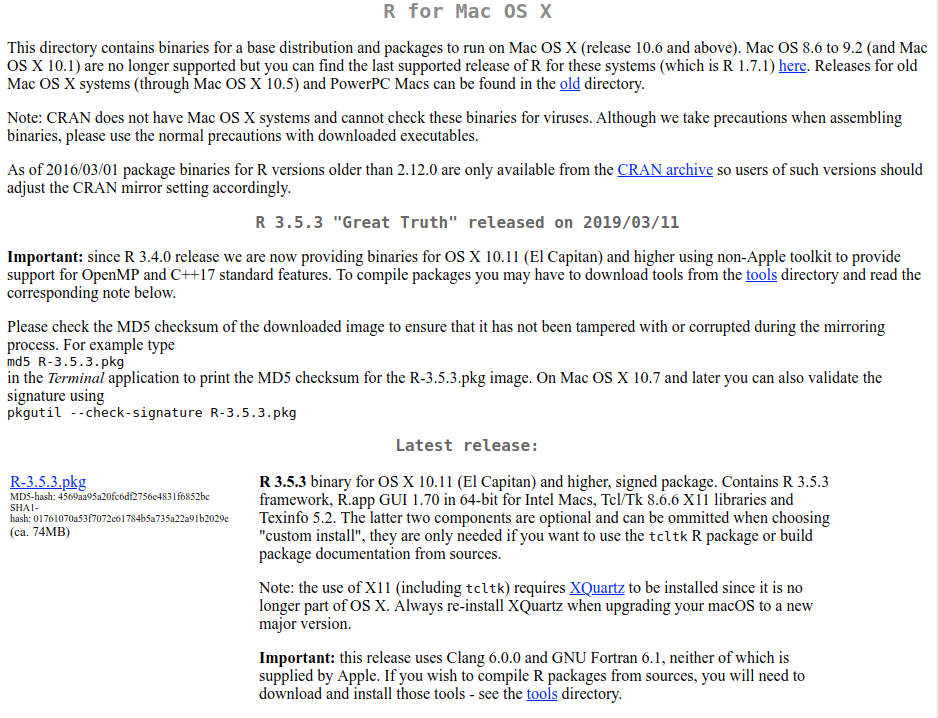 R for Mac OS X
This directory contains binaries for a base distribution and packages to run on Mac OS X (release 10.6 and above). Mac OS 8.6 to 9.2 (and Mac
OS X 10.1) are no longer supported but you can find the last supported release of R for these systems (which is R 1.7.1) here. Releases for old
Mac OS X systems (through Mac OS X 10.5) and PowerPC Macs can be found in the old directory.
Note: CRAN does not have Mac OS X systems and cannot check these binaries for viruses. Although we take precautions when assembling
binaries, please use the normal precautions with downloaded executables.
As of 2016/03/01 package binaries for R versions older than 2.12.0 are only available from the CRAN archive so users of such versions should
adjust the CRAN mirror setting accordingly.
R 3.5.3 "Great Truth" released on 2019/03/11
Important: since R 3.4.0 release we are now providing binaries for OS X 10.11 (El Capitan) and higher using non-Apple toolkit to provide
support for OpenMP and C++17 standard features. To compile packages you may have to download tools from the tools directory and read the
corresponding note below.
Please check the MD5 checksum of the downloaded image to ensure that it has not been tampered with or corrupted during the mirroring
process. For example type
md5 R-3.5.3.pkg
in the Terminal application to print the MD5 checksum for the R-3.5.3.pkg image. On Mac OS X 10.7 and later you can also validate the
signature using
pkgutil --check-signature R-3.5.3.pkg
Latest release:
R-3.5.3.pkg
MD5-hash: 4569aa95a20fc6df2756e4831f6852bc
SHA1-
hash: 01761070a53f7072e61784b5a735a22a91b2029e
(ca. 74MB)
R 3.5.3 binary for OS X 10.11 (El Capitan) and higher, signed package. Contains R 3.5.3
framework, R.app GUI 1.70 in 64-bit for Intel Macs, Tcl/Tk 8.6.6 X11 libraries and
Texinfo 5.2. The latter two components are optional and can be ommitted when choosing
"custom install", they are only needed if you want to use the tcltk R package or build
package documentation from sources.
Note: the use of X11 (including tcltk) requires XQuartz to be installed since it is no
longer part of OS X. Always re-install XQuartz when upgrading your macOS to a new
major version.
Important: this release uses Clang 6.0.0 and GNU Fortran 6.1, neither of which is
supplied by Apple. If you wish to compile R packages from sources, you will need to
download and install those tools - see the tools directory.